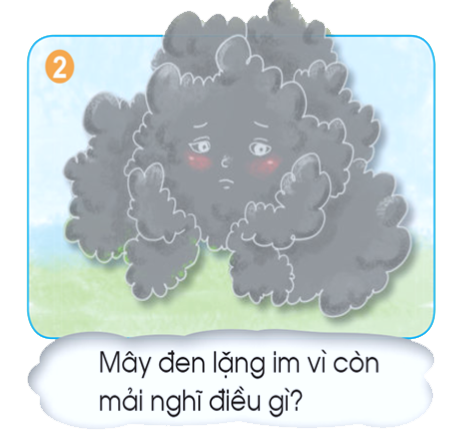 2
Mây đen lặng im vì còn
mải nghĩ điều gì?